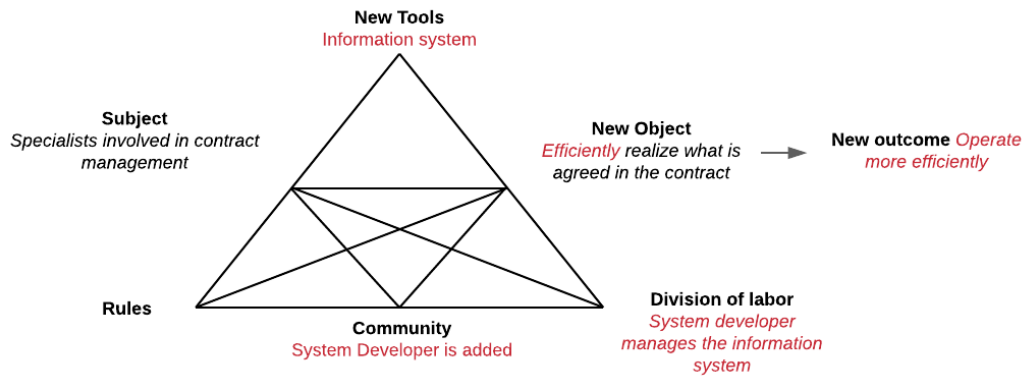 New Tools
Information system
Subject
Specialists involved in contract
management
New Object
Efficiently realize what is
agreed in the contract
New outcome Operate
more efficiently
Rules
Community
System Developer is added
Division of labor
System developer
manages the information
system